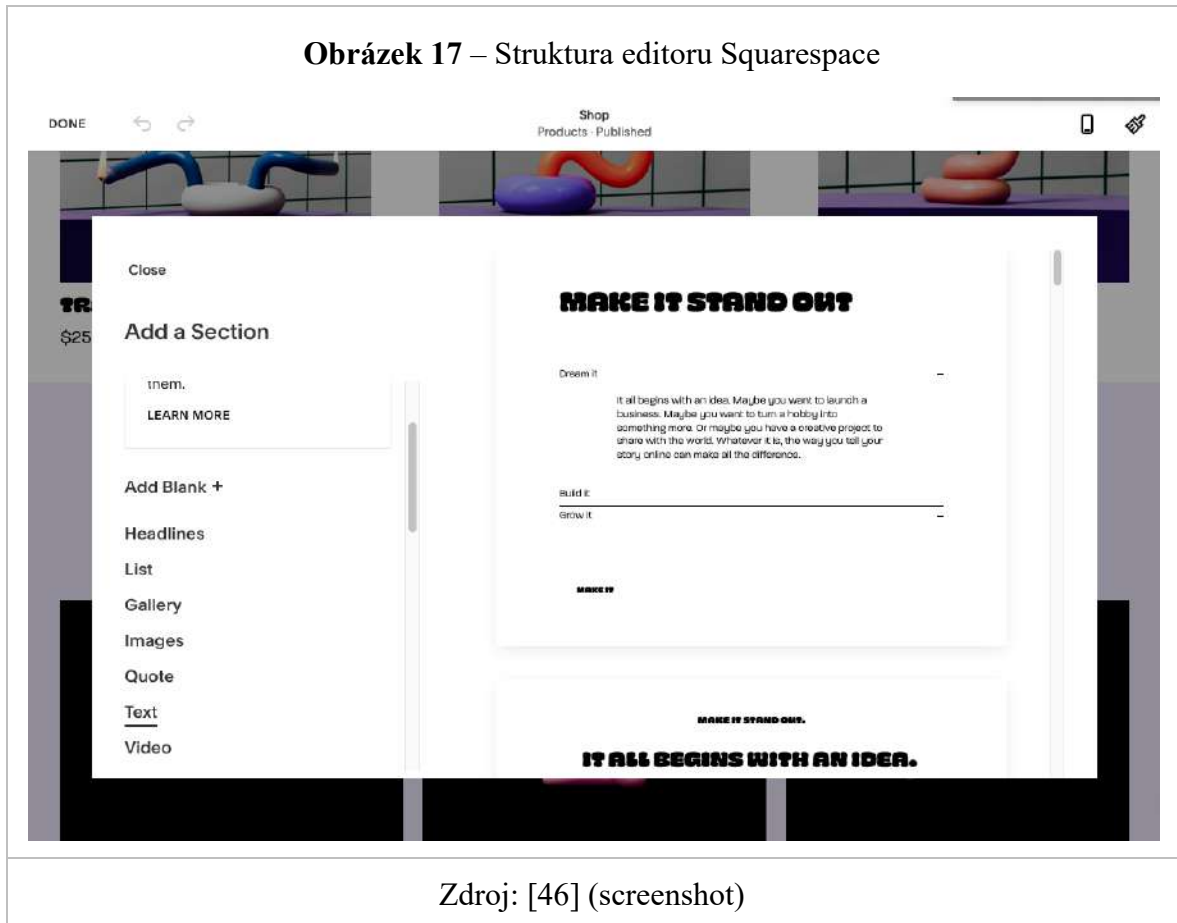 Obrázek 17 – Struktura editoru Squarespace
DONE
Shop
Products · Published
TR
$25
Close
Add a Section
them.
LEARN MORE
Add Blank +
Headlines
List
Gallery
Images
Quote
Text
Video
MAKE IT STAND OUT
Dream it
It all begins with an idea. Maybe you want to launch a
business. Maybe you want to turn a hobby into
something more. Or maybe you have a creative project to
share with the world. Whatever it is, the way you tell your
story online can make all the difference.
Build it
Grow it
MAKE IT
MAKE IT STAND OUT.
IT ALL BEGINS WITH AN IDEA.
Zdroj: [46] (screenshot)